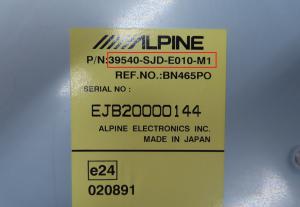 ALPINE
P/N:39540-SJD-E010-M1
REF.NO.:BN465PO
SERIAL NO:
EJB20000144
ALPINE ELECTRONICS INC.
MADE IN JAPAN
e24
020891